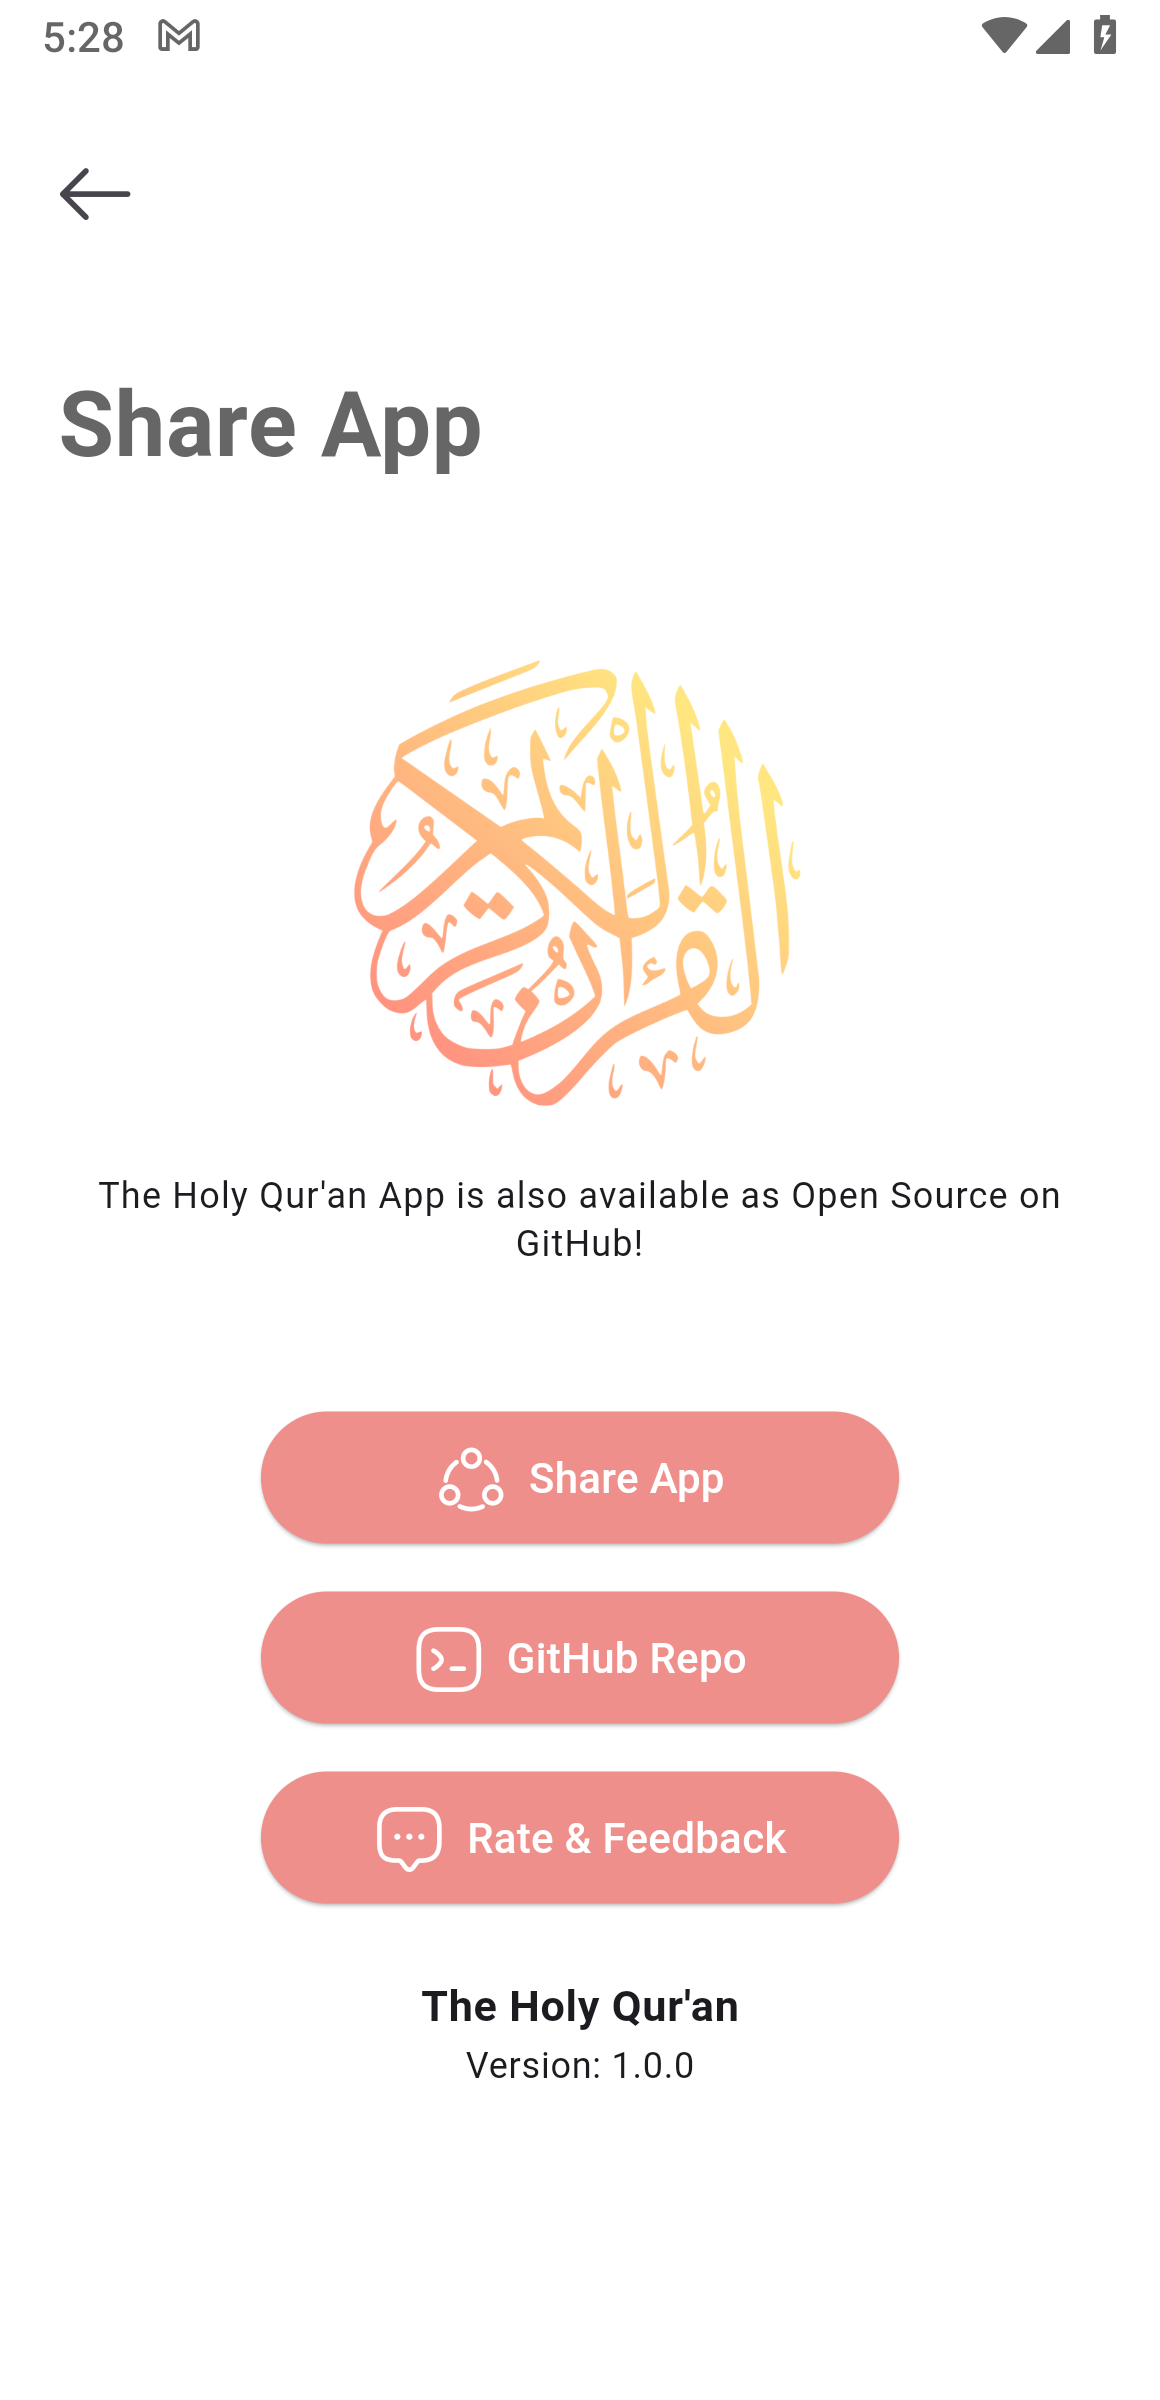 5:28
Share App
القرآن الكريم
The Holy Qur'an App is also available as Open Source on
GitHub!
Share App
GitHub Repo
Rate & Feedback
The Holy Qur'an
Version: 1.0.0